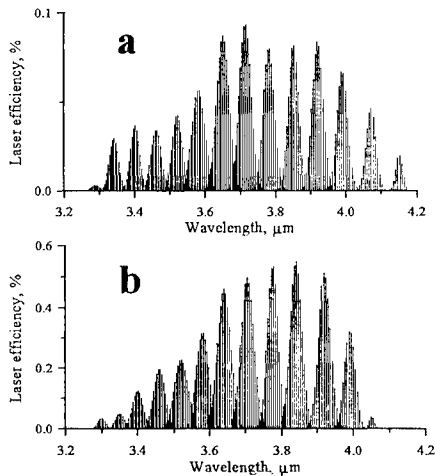 0.1
a
Laser efficiency, %
0.0
3.2 3.4 3.6 3.8 4.0 4.2
Wavelength, μm
0.6
b
0.4
Laser efficiency, %
0.2
0.0
3.2 3.4 3.6 3.8 4.0 4.2
Wavelength, μm